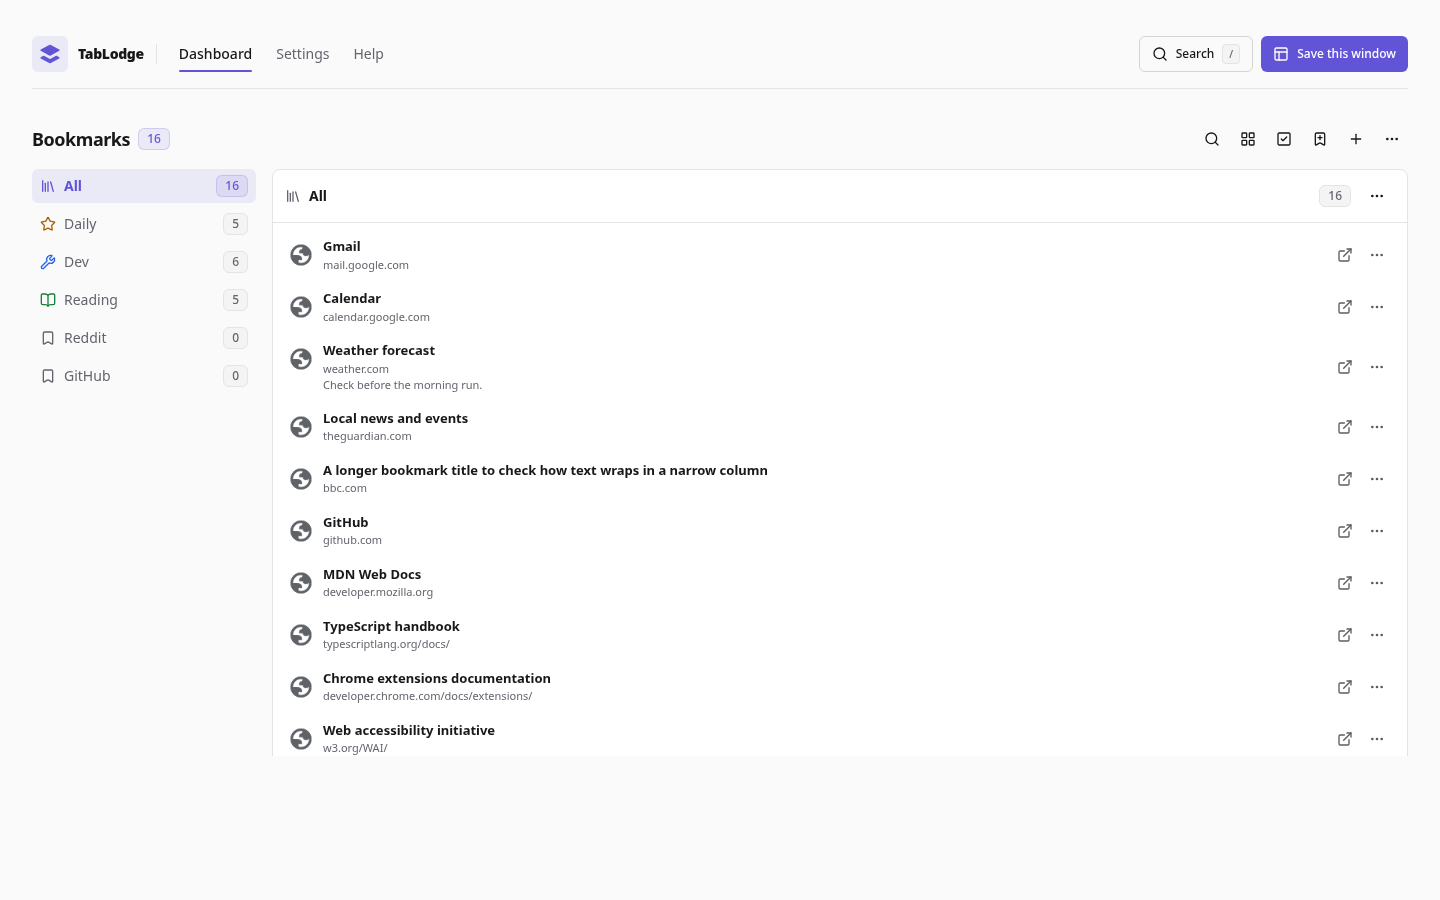 TabLodge
Dashboard
Settings
Help
Search /
Save this window
Bookmarks 16
All 16
Daily 5
Dev 6
Reading 5
Reddit 0
GitHub 0
All 16
Gmail
mail.google.com
Calendar
calendar.google.com
Weather forecast
weather.com
Check before the morning run.
Local news and events
theguardian.com
A longer bookmark title to check how text wraps in a narrow column
bbc.com
GitHub
github.com
MDN Web Docs
developer.mozilla.org
TypeScript handbook
typescriptlang.org/docs/
Chrome extensions documentation
developer.chrome.com/docs/extensions/
Web accessibility initiative
w3.org/WAI/